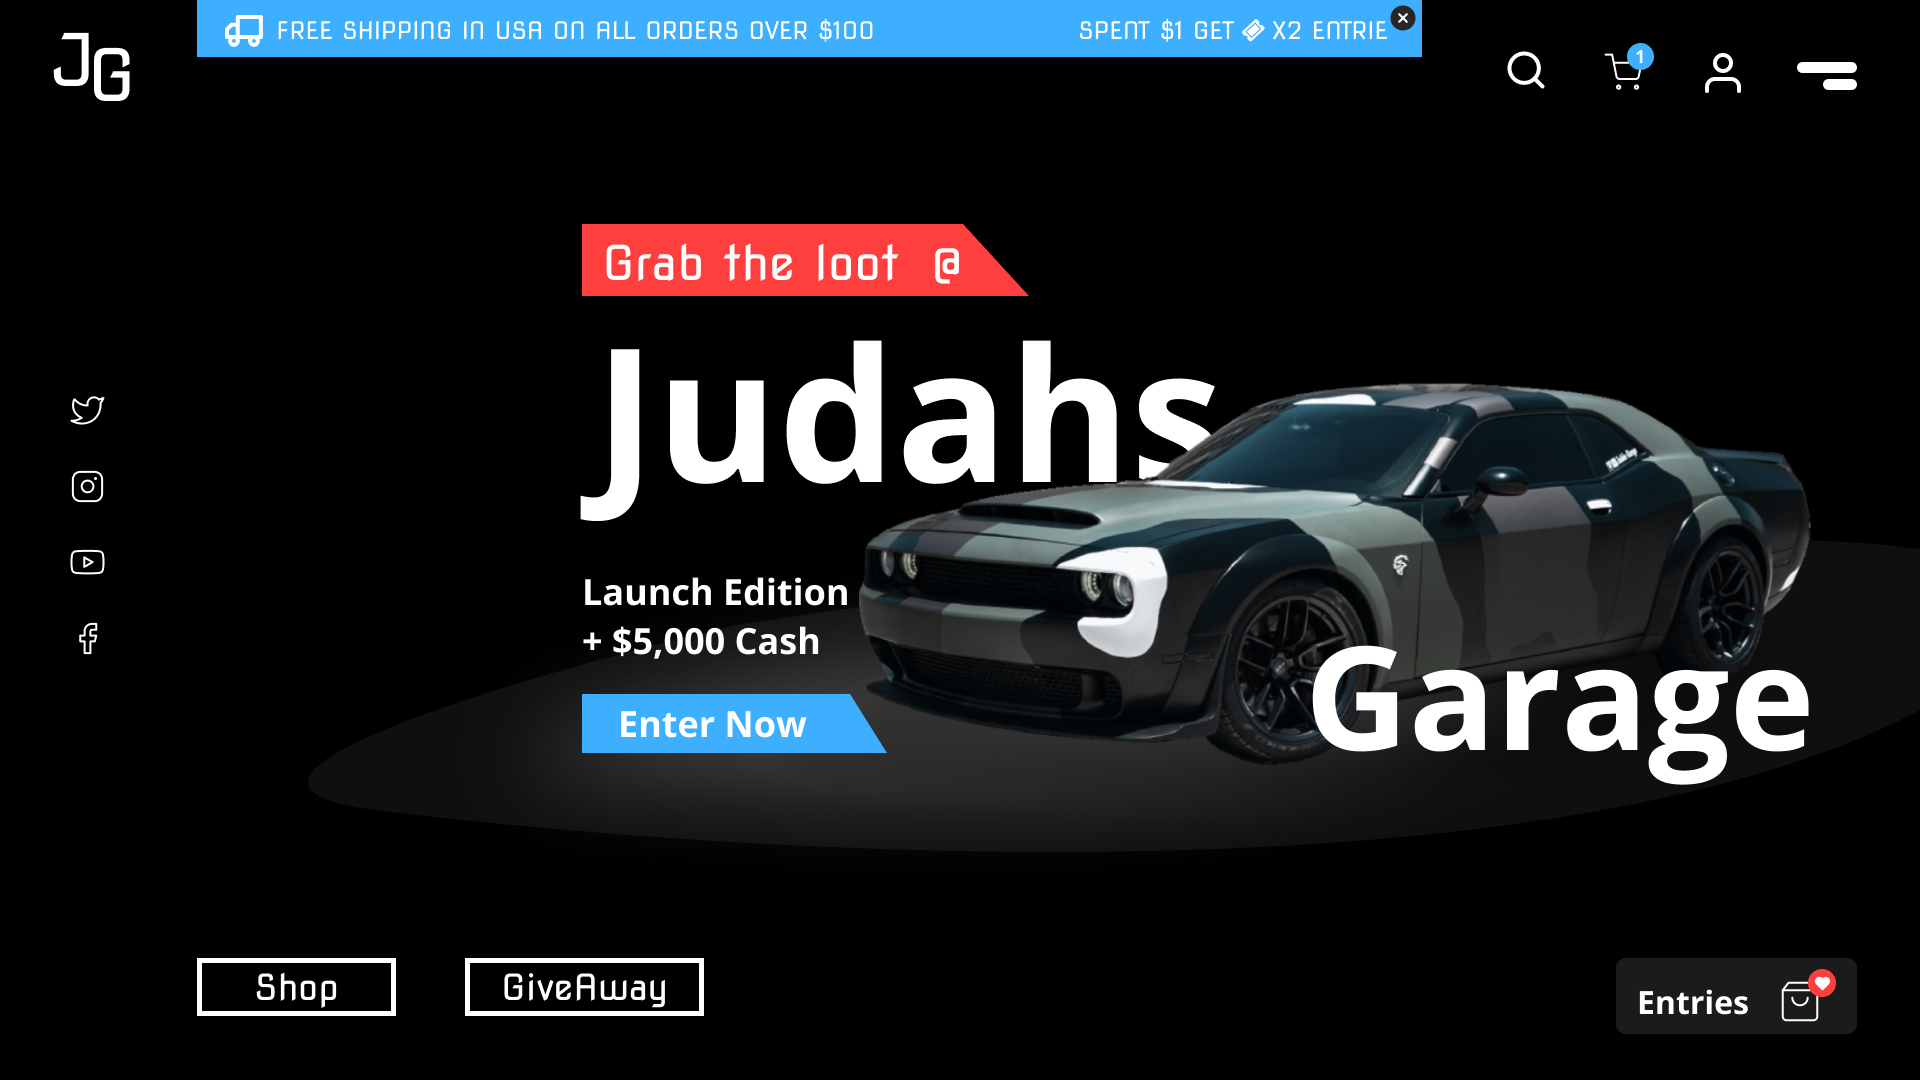 JG
FREE SHIPPING IN USA ON ALL ORDERS OVER $100
SPENT $1 GET X2 ENTRIE
1
Grab the loot @
Judahs
Launch Edition
+ $5,000 Cash
Enter Now
Garage
Shop
GiveAway
Entries